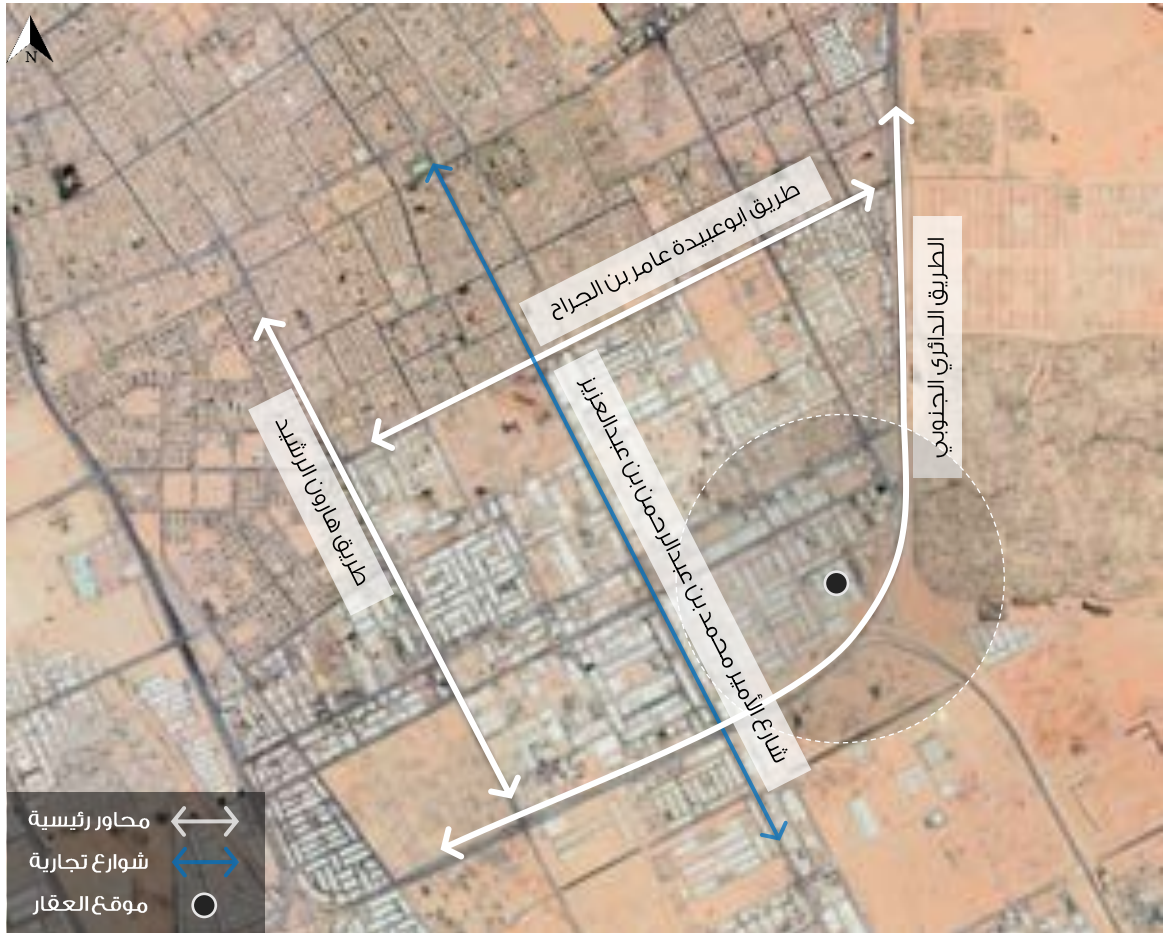 N
طريق ابوعبيدة عامر بن الجراح
الطريق الدائري الجنوبي
شارع الأمير محمد بن عبدالرحمن بن عبدالعزيز
طريق هارون الرشيد
محاور رئيسية
شوارع تجارية
موقع العقار